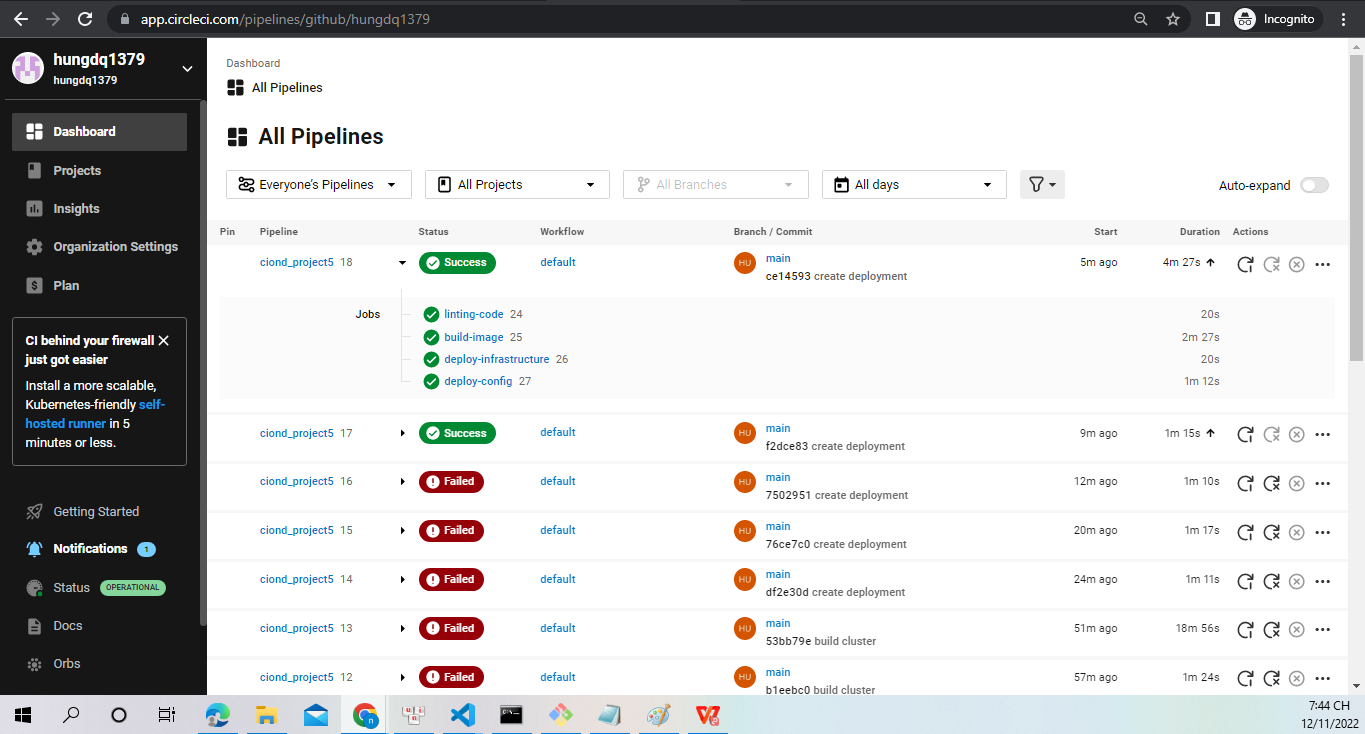 app.circleci.com/pipelines/github/hungdq1379
Incognito
hungdq1379
hungdq1379
Dashboard
Projects
Insights
Organization Settings
Plan
CI behind your firewall
just got easier
Install a more scalable,
Kubernetes-friendly self-
hosted runner in 5
minutes or less.
Getting Started
Notifications 1
Status OPERATIONAL
Docs
Orbs
Dashboard
All Pipelines
All Pipelines
Everyone's Pipelines All Projects All Branches All days Auto-expand
Pin Pipeline Status Workflow Branch / Commit Start Duration Actions
ciond_project5 18 Success default HU main 5m ago 4m 27s
ce14593 create deployment
Jobs linting-code 24 20s
build-image 25 2m 27s
deploy-infrastructure 26 20s
deploy-config 27 1m 12s
ciond_project5 17 Success default HU main 9m ago 1m 15s
f2dce83 create deployment
ciond_project5 16 Failed default HU main 12m ago 1m 10s
7502951 create deployment
ciond_project5 15 Failed default HU main 20m ago 1m 17s
76ce7c0 create deployment
ciond_project5 14 Failed default HU main 24m ago 1m 11s
df2e30d create deployment
ciond_project5 13 Failed default HU main 51m ago 18m 56s
53bb79e build cluster
ciond_project5 12 Failed default HU main 57m ago 1m 24s
b1eebc0 build cluster
7:44 CH
12/11/2022